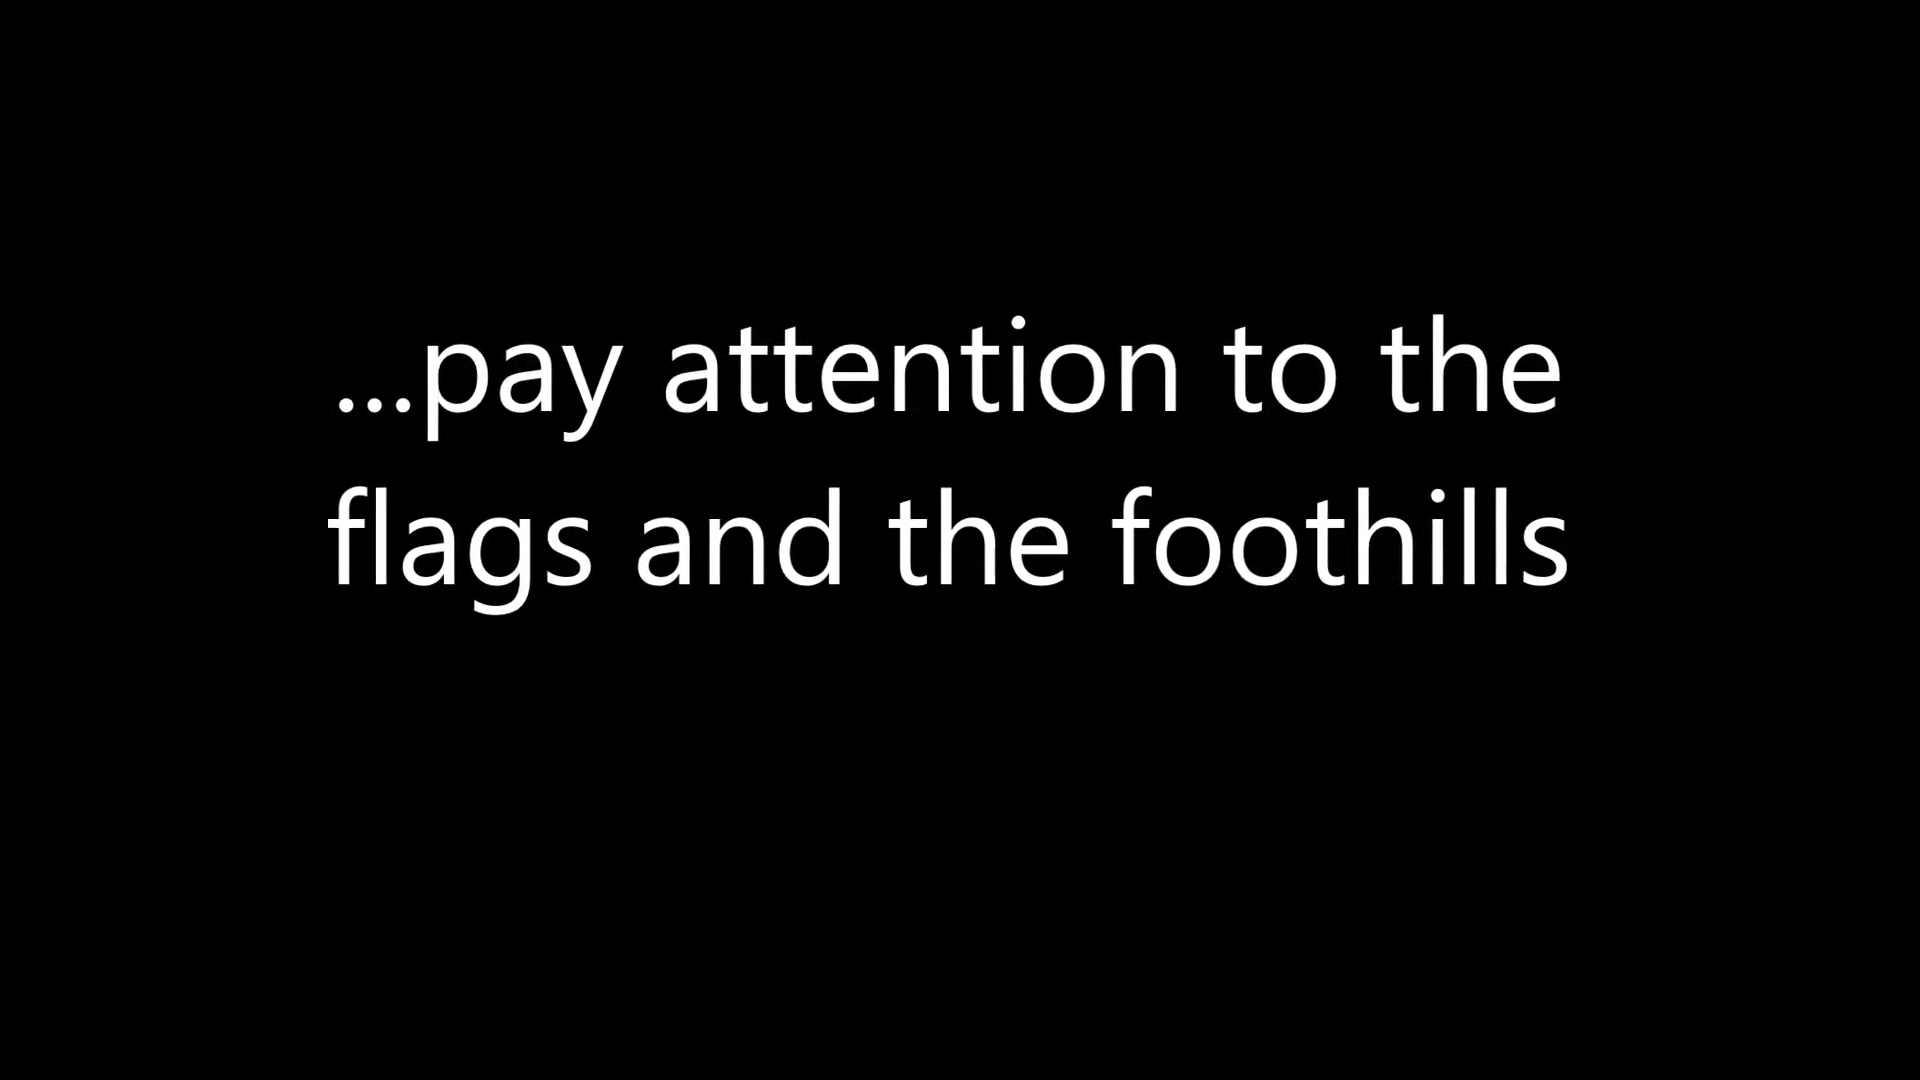 ...pay attention to the
flags and the foothills